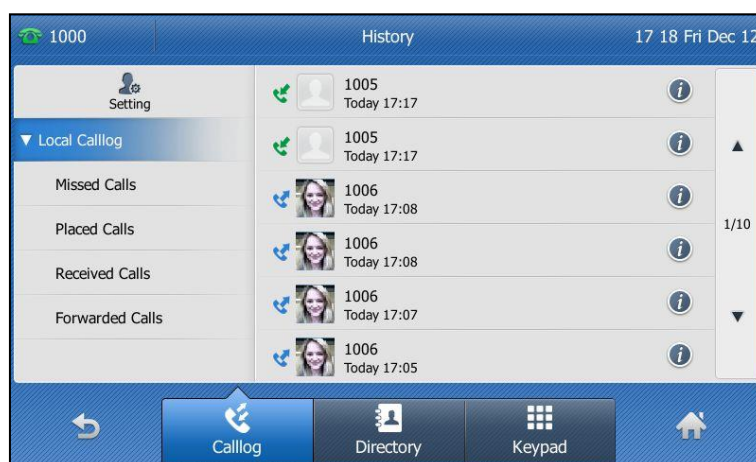 1000
History
17 18 Fri Dec 12
Setting
Local Calllog
Missed Calls
Placed Calls
Received Calls
Forwarded Calls
1005
Today 17:17
1005
Today 17:17
1006
Today 17:08
1006
Today 17:08
1006
Today 17:07
1006
Today 17:05
1/10
Calllog
Directory
Keypad